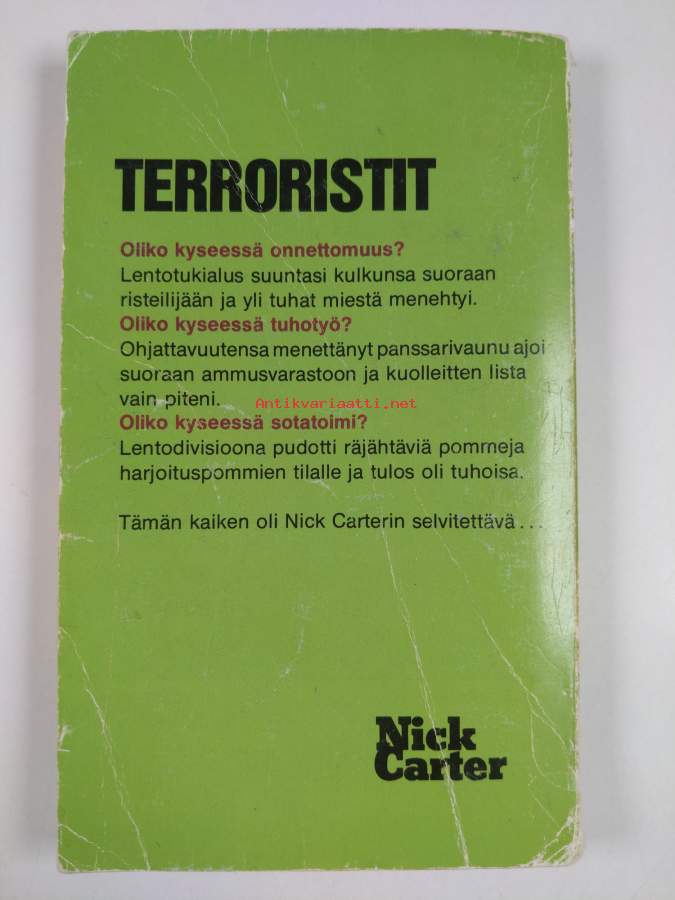 TERRORISTIT
Oliko kyseessä onnettomuus?
Lentotukialus suuntasi kulkunsa suoraan
risteilijään ja yli tuhat miestä menehtyi.
Oliko kyseessä tuhotyö?
Ohjattavuutensa menettänyt panssarivaunu ajoi
suoraan ammusvarastoon ja kuolleitten lista
vain piteni.
Antikvariaatti.net
Oliko kyseessä sotatoimi?
Lentodivisioona pudotti räjähtäviä pommeja
harjoituspommien tilalle ja tulos oli tuhoisa.
Tämän kaiken oli Nick Carterin selvitettävä...
Nick
Carter